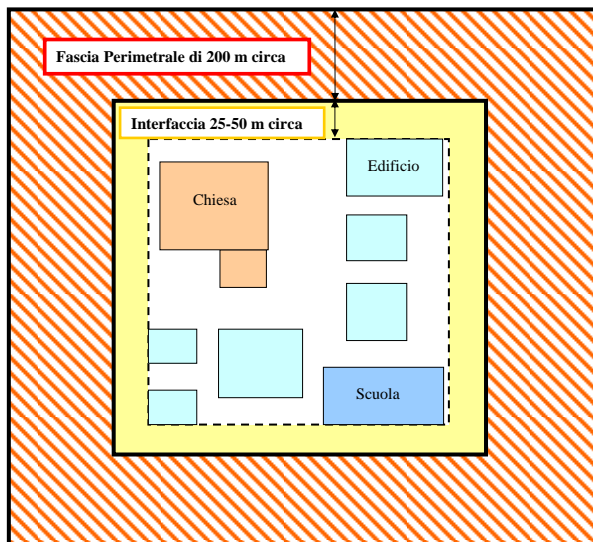 Fascia Perimetrale di 200 m circa
Interfaccia 25-50 m circa
Edificio
Chiesa
Scuola